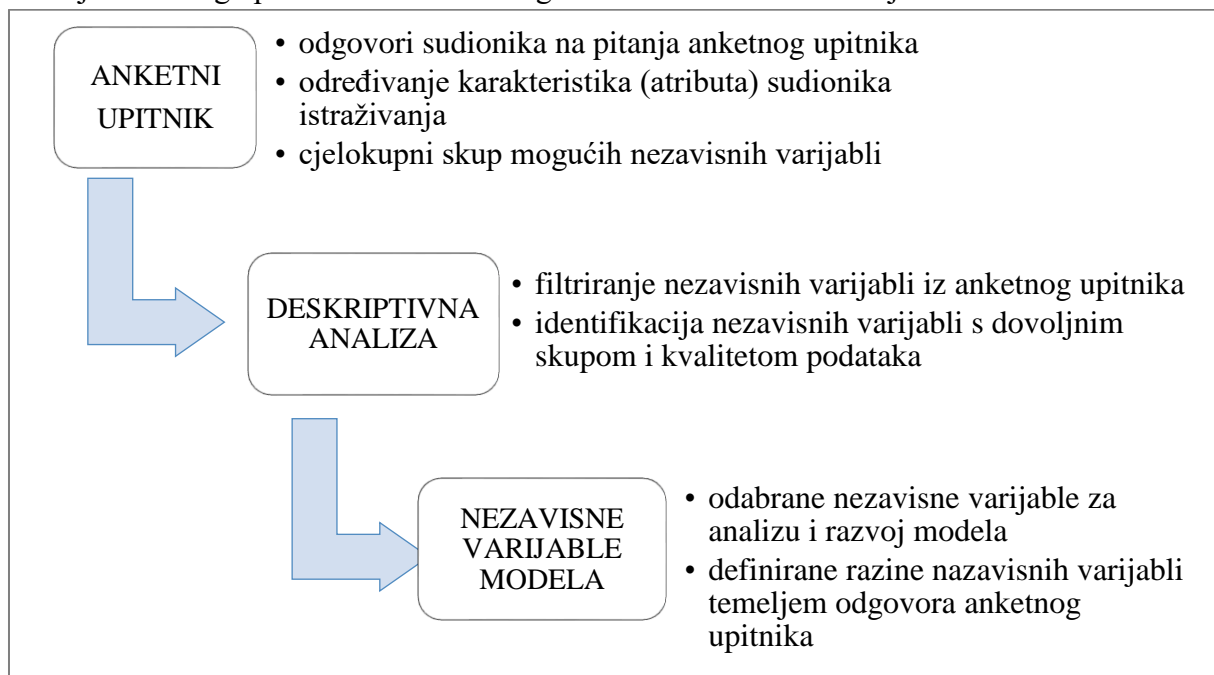 ANKETNI
UPITNIK
• odgovori sudionika na pitanja anketnog upitnika
• određivanje karakteristika (atributa) sudionika
istraživanja
• cjelokupni skup mogućih nezavisnih varijabli
DESKRIPTIVNA
ANALIZA
• filtriranje nezavisnih varijabli iz anketnog upitnika
• identifikacija nezavisnih varijabli s dovoljnim
skupom i kvalitetom podataka
NEZAVISNE
VARIJABLE
MODELA
• odabrane nezavisne varijable za
analizu i razvoj modela
• definirane razine nazavisnih varijabli
temeljem odgovora anketnog
upitnika